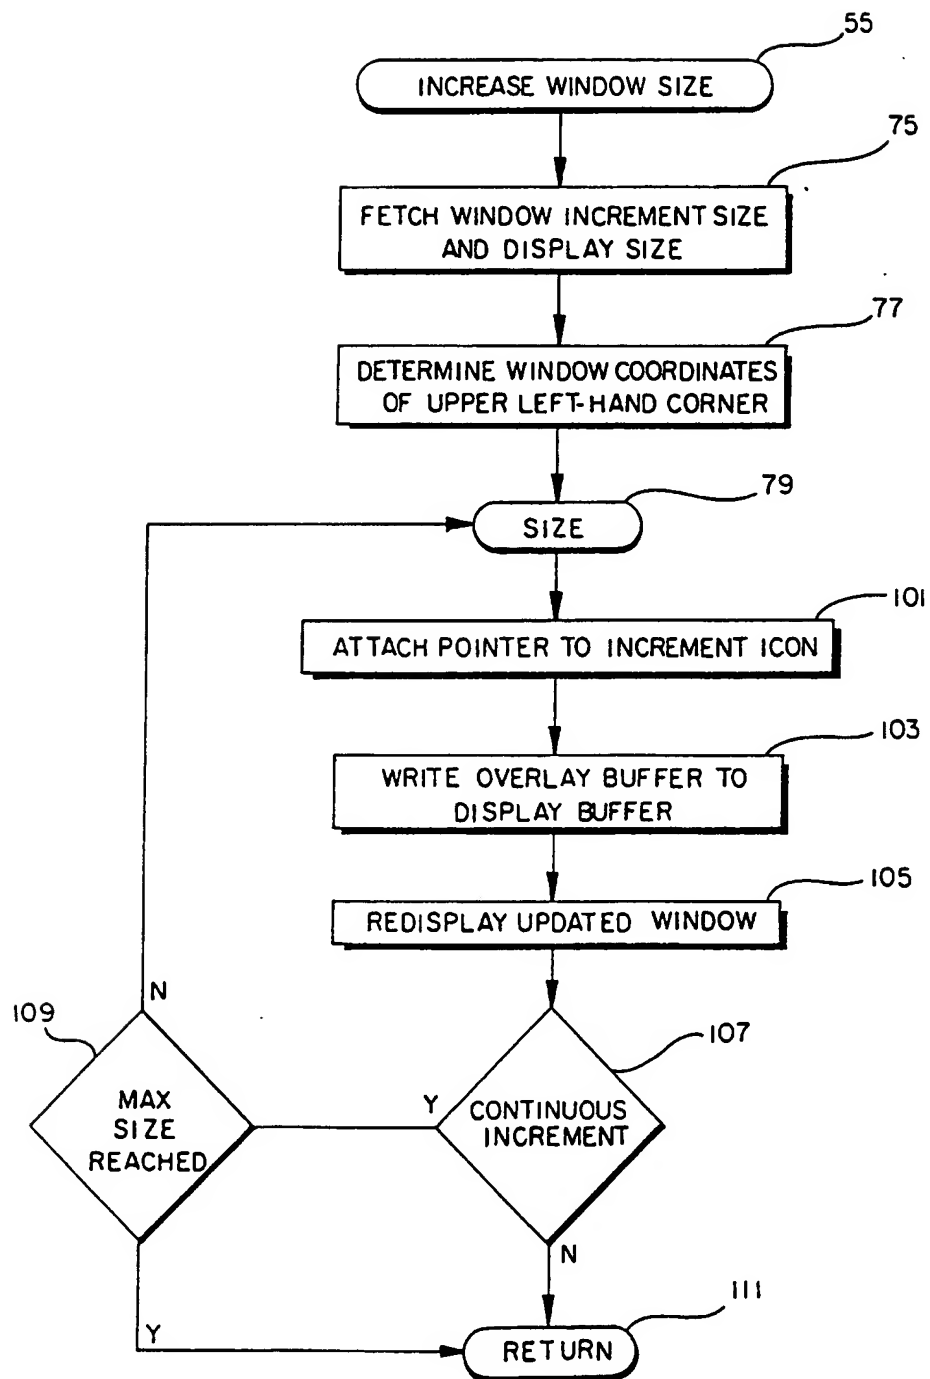 55
INCREASE WINDOW SIZE
75
FETCH WINDOW INCREMENT SIZE
AND DISPLAY SIZE
77
DETERMINE WINDOW COORDINATES
OF UPPER LEFT-HAND CORNER
79
SIZE
101
ATTACH POINTER TO INCREMENT ICON
103
WRITE OVERLAY BUFFER TO
DISPLAY BUFFER
105
REDISPLAY UPDATED WINDOW
N
109
107
MAX
SIZE
REACHED
Y
CONTINUOUS
INCREMENT
N
111
Y
RETURN